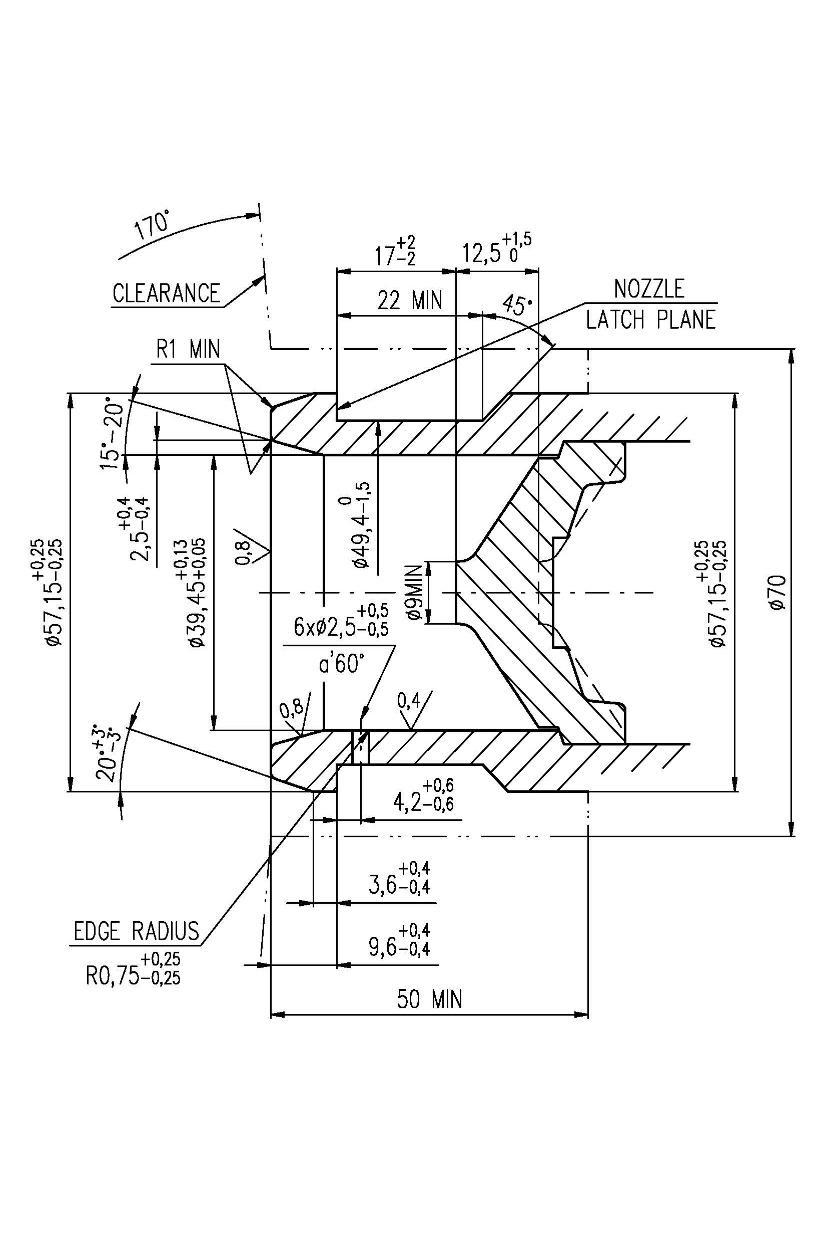 170°
CLEARANCE
R1 MIN
17+2-2
12,5+1,50
22 MIN
45°
NOZZLE
LATCH PLANE
15°-20°
2,5+0,4-0,4
0,8
ø49,40-1,5
ø57,15+0,25-0,25
ø39,45+0,13+0,05
ø9MIN
ø57,15+0,25-0,25
ø70
6xø2,5+0,5-0,5
a'60°
0,8
0,4
20°+3°-3°
4,2+0,6-0,6
3,6+0,4-0,4
EDGE RADIUS
R0,75+0,25-0,25
9,6+0,4-0,4
50 MIN